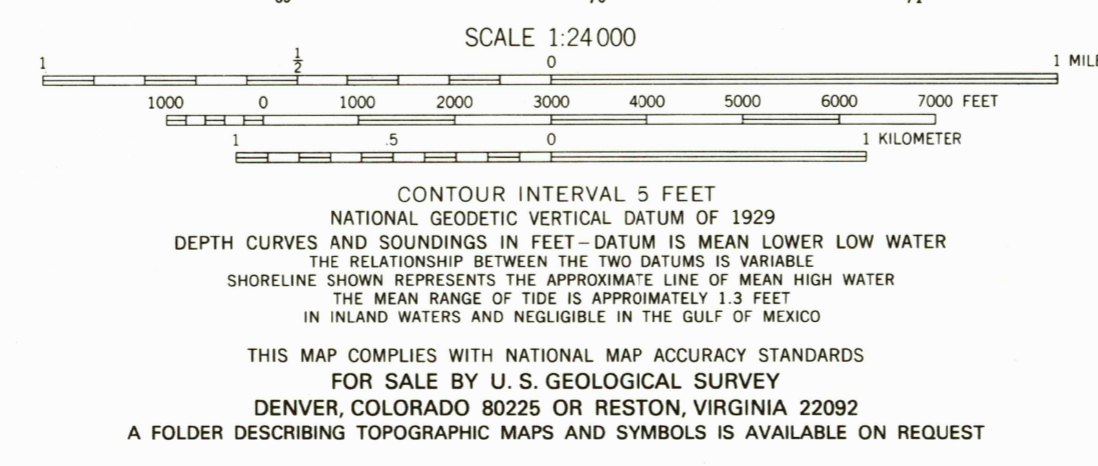 SCALE 1:24 000
1 1/2 0 1 MILE
1000 0 1000 2000 3000 4000 5000 6000 7000 FEET
1 .5 0 1 KILOMETER
CONTOUR INTERVAL 5 FEET
NATIONAL GEODETIC VERTICAL DATUM OF 1929
DEPTH CURVES AND SOUNDINGS IN FEET–DATUM IS MEAN LOWER LOW WATER
THE RELATIONSHIP BETWEEN THE TWO DATUMS IS VARIABLE
SHORELINE SHOWN REPRESENTS THE APPROXIMATE LINE OF MEAN HIGH WATER
THE MEAN RANGE OF TIDE IS APPROIMATELY 1.3 FEET
IN INLAND WATERS AND NEGLIGIBLE IN THE GULF OF MEXICO
THIS MAP COMPLIES WITH NATIONAL MAP ACCURACY STANDARDS
FOR SALE BY U. S. GEOLOGICAL SURVEY
DENVER, COLORADO 80225 OR RESTON, VIRGINIA 22092
A FOLDER DESCRIBING TOPOGRAPHIC MAPS AND SYMBOLS IS AVAILABLE ON REQUEST